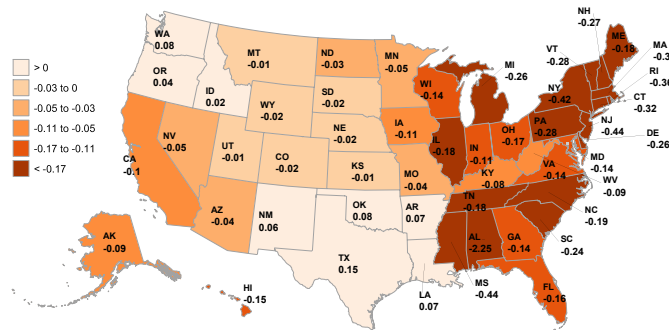 > 0
-0.03 to 0
-0.05 to -0.03
-0.11 to -0.05
-0.17 to -0.11
< -0.17
WA
0.08
OR
0.04
ID
0.02
MT
-0.01
ND
-0.03
MN
-0.05
SD
-0.02
WY
-0.02
NE
-0.02
IA
-0.11
WI
-0.14
MI
-0.26
NV
-0.05
UT
-0.01
CO
-0.02
KS
-0.01
MO
-0.04
IL
-0.18
IN
-0.11
OH
-0.17
KY
-0.08
CA
-0.1
AZ
-0.04
NM
0.06
OK
0.08
AR
0.07
TN
-0.18
TX
0.15
LA
0.07
MS
-0.44
AL
-2.25
GA
-0.14
FL
-0.16
SC
-0.24
NC
-0.19
VA
-0.14
WV
-0.09
MD
-0.14
DE
-0.26
NJ
-0.44
PA
-0.28
NY
-0.42
CT
-0.32
RI
-0.36
MA
-0.3
ME
-0.18
NH
-0.27
VT
-0.28
AK
-0.09
HI
-0.15